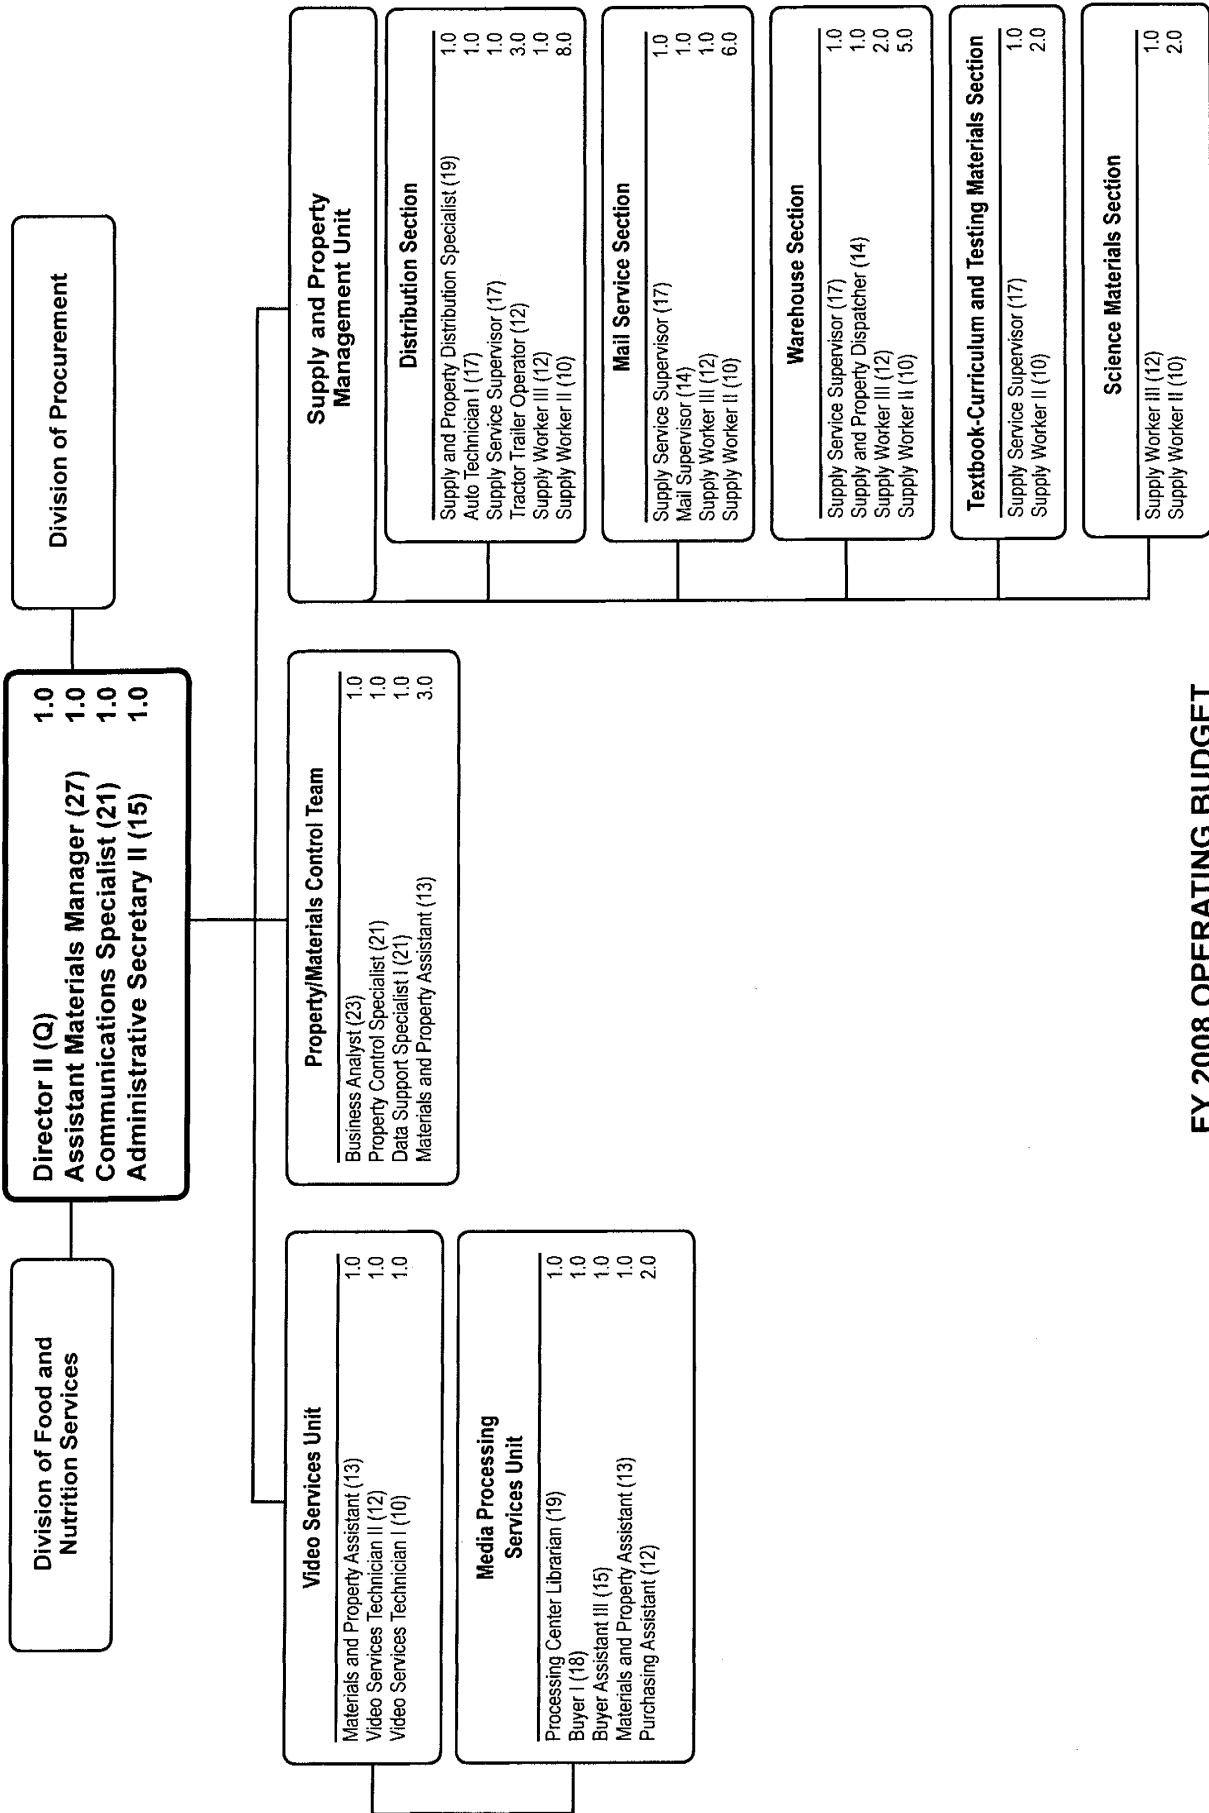 Division of Food and
Nutrition Services
Director II (Q) 1.0
Assistant Materials Manager (27) 1.0
Communications Specialist (21) 1.0
Administrative Secretary II (15) 1.0
Division of Procurement
Video Services Unit
Materials and Property Assistant (13) 1.0
Video Services Technician II (12) 1.0
Video Services Technician I (10) 1.0
Media Processing
Services Unit
Processing Center Librarian (19) 1.0
Buyer I (18) 1.0
Buyer Assistant III (15) 1.0
Materials and Property Assistant (13) 1.0
Purchasing Assistant (12) 2.0
Property/Materials Control Team
Business Analyst (23) 1.0
Property Control Specialist (21) 1.0
Data Support Specialist I (21) 1.0
Materials and Property Assistant (13) 3.0
Supply and Property
Management Unit
Distribution Section
Supply and Property Distribution Specialist (19) 1.0
Auto Technician I (17) 1.0
Supply Service Supervisor (17) 1.0
Tractor Trailer Operator (12) 3.0
Supply Worker III (12) 1.0
Supply Worker II (10) 8.0
Mail Service Section
Supply Service Supervisor (17) 1.0
Mail Supervisor (14) 1.0
Supply Worker III (12) 1.0
Supply Worker II (10) 6.0
Warehouse Section
Supply Service Supervisor (17) 1.0
Supply and Property Dispatcher (14) 1.0
Supply Worker III (12) 2.0
Supply Worker II (10) 5.0
Textbook-Curriculum and Testing Materials Section
Supply Service Supervisor (17) 1.0
Supply Worker II (10) 2.0
Science Materials Section
Supply Worker III (12) 1.0
Supply Worker II (10) 2.0
FY 2008 OPERATING BUDGET